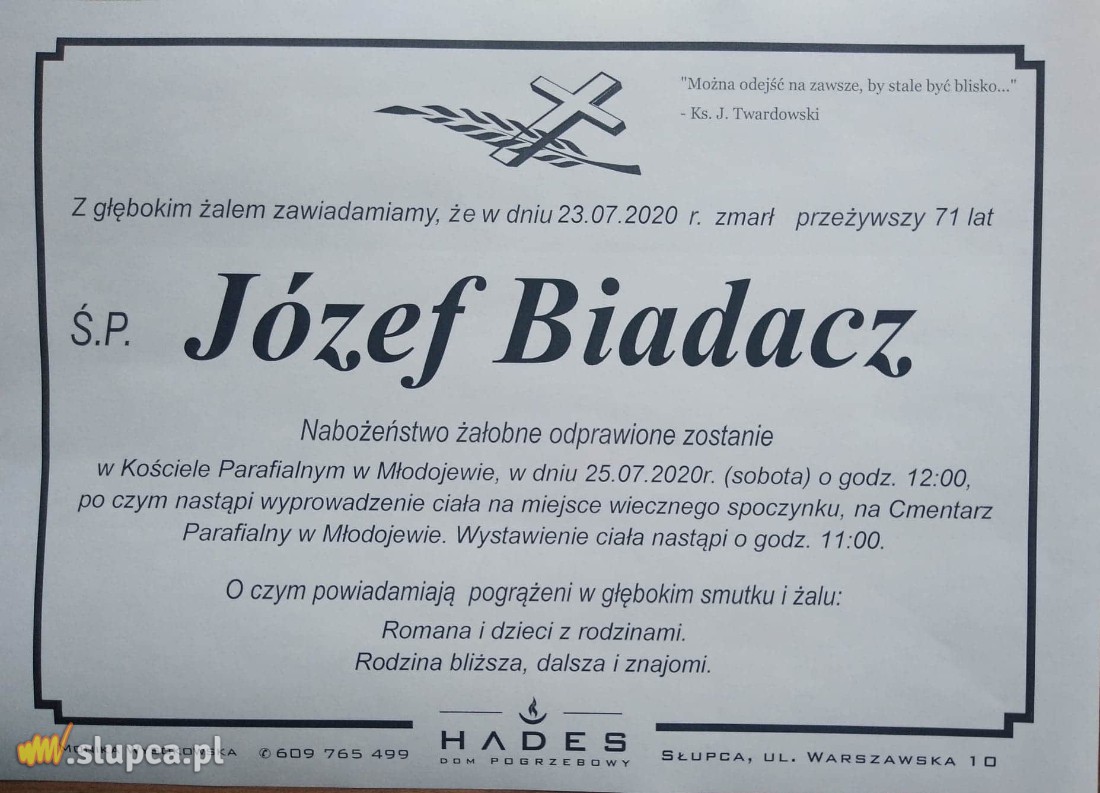 "Można odejść na zawsze, by stale być blisko..."
- Ks. J. Twardowski
Z głębokim żalem zawiadamiamy, że w dniu 23.07.2020 r. zmarł przeżywszy 71 lat
Ś.P. Józef Biadacz
Nabożeństwo żałobne odprawione zostanie
w Kościele Parafialnym w Młodojewie, w dniu 25.07.2020r. (sobota) o godz. 12:00,
po czym nastąpi wyprowadzenie ciała na miejsce wiecznego spoczynku, na Cmentarz
Parafialny w Młodojewie. Wystawienie ciała nastąpi o godz. 11:00.
O czym powiadamiają pogrążeni w głębokim smutku i żalu:
Romana i dzieci z rodzinami.
Rodzina bliższa, dalsza i znajomi.
✆609 765 499
HADES
DOM POGRZEBOWY
SŁUPCA, UL. WARSZAWSKA 10
.słupca.pl